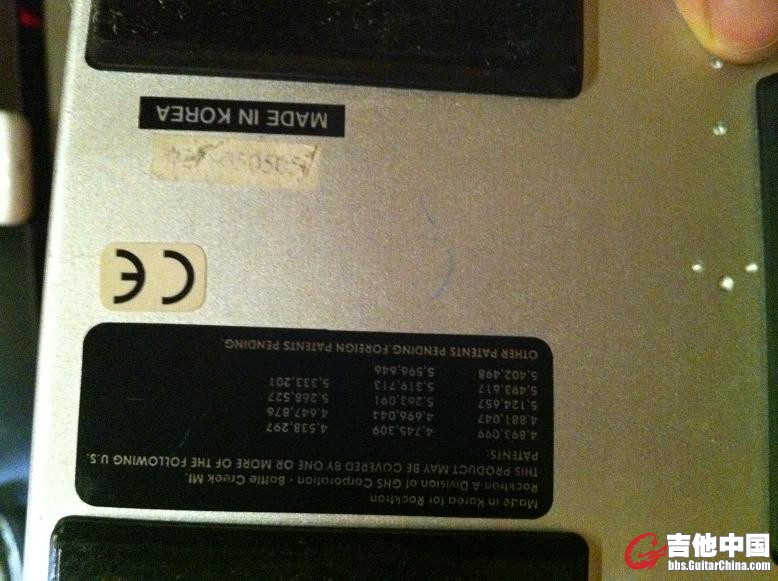 Made in Korea for Rocktron
Rocktron-A Division of GHS Corporation - Battle Creek MI.
THIS PRODUCT MAY BE COVERED BY ONE OR MORE OF THE FOLLOWING U.S.
PATENTS:
4,893,099 4,745,309 4,538,297
4,881,047 4,696,044 4,647,876
5,124,657 5,263,091 5,268,527
5,493,617 5,319,713 5,333,201
5,402,498 5,596,646
OTHER PATENTS PENDING.FOREIGN PATENTS PENDING.
CE
MADE IN KOREA
吉他中国
bbs.GuitarChina.com